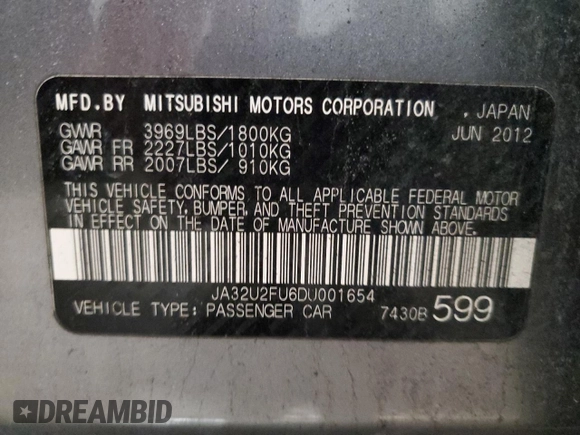 MFD.BY MITSUBISHI MOTORS CORPORATION . JAPAN
JUN 2012
GVWR 3969LBS/1800KG
GAWR FR 2227LBS/1010KG
GAWR RR 2007LBS/ 910KG
THIS VEHICLE CONFORMS TO ALL APPLICABLE FEDERAL MOTOR
VEHICLE SAFETY, BUMPER, AND THEFT PREVENTION STANDARDS
IN EFFECT ON THE DATE OF MANUFACTURE SHOWN ABOVE.
JA32U2FU6DU001654
VEHICLE TYPE: PASSENGER CAR 7430B 599
DREAMBID